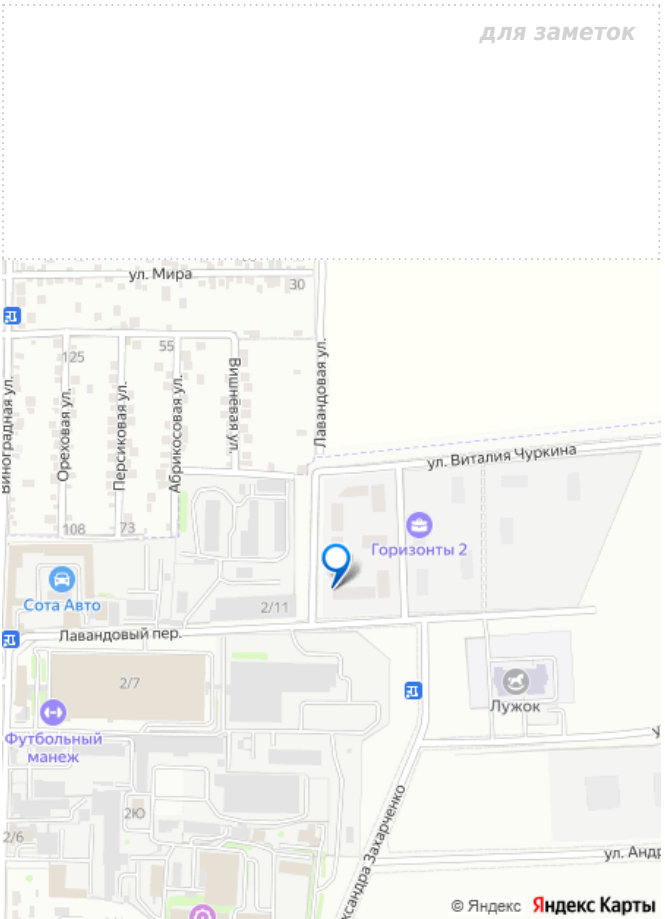 для заметок
ул. Мира
30
Лавандовая ул.
125
55
Вишнёвая ул.
Виноградная ул.
Ореховая ул.
Персиковая ул.
Абрикосовая ул.
ул. Виталия Чуркина
108
73
Горизонты 2
Сота Авто
2/11
Лавандовый пер.
2/7
Лужок
Футбольный
манеж
2Ю
2/6
ул. Андр
ксандра Захарченко
© Яндекс Яндекс Карты